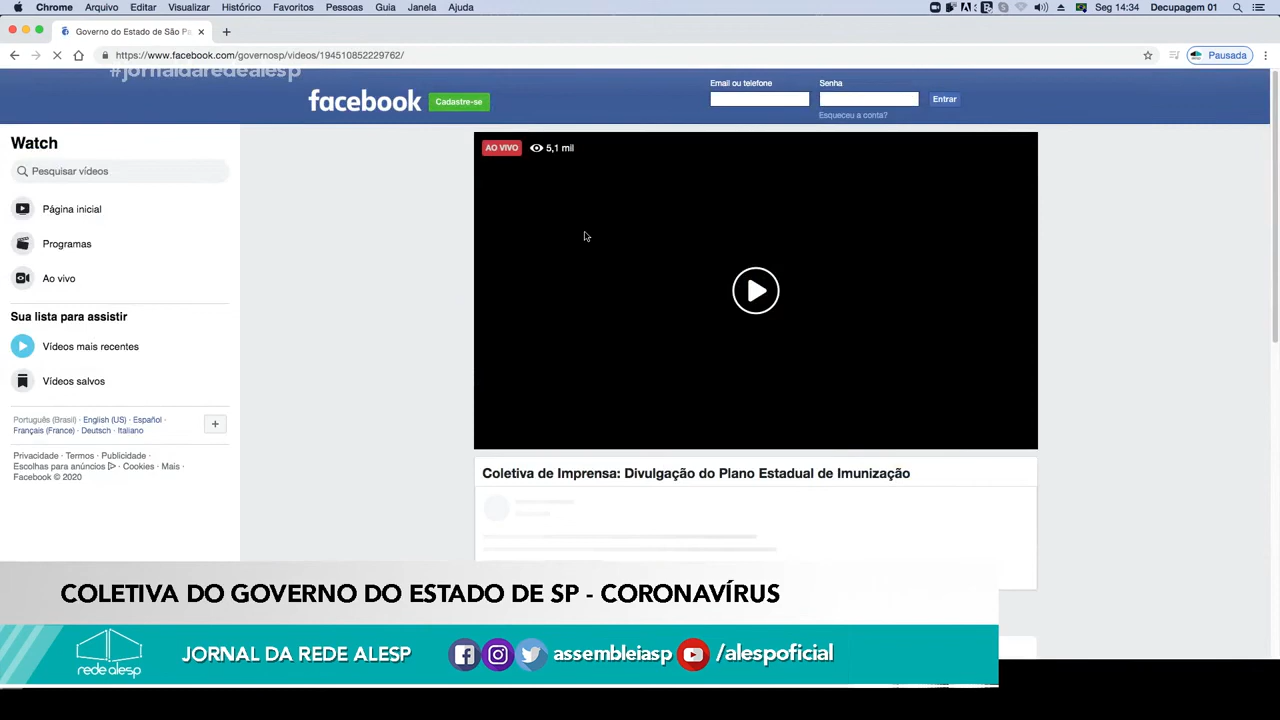 Chrome Arquivo Editar Visualizar Histórico Favoritos Pessoas Guia Janela Ajuda Seg 14:34 Decupagem 01
Governo do Estado de São Pa
https://www.facebook.com/governosp/videos/194510852229762/ Pausada
#jornaldaredealesp
facebook Cadastre-se
Email ou telefone Senha
Entrar
Esqueceu a conta?
Watch
Pesquisar vídeos
Página inicial
Programas
Ao vivo
Sua lista para assistir
Vídeos mais recentes
Vídeos salvos
Português (Brasil) · English (US) · Español ·
Français (France) · Deutsch · Italiano
+
Privacidade · Termos · Publicidade ·
Escolhas para anúncios · Cookies · Mais ·
Facebook © 2020
AO VIVO 5,1 mil
Coletiva de Imprensa: Divulgação do Plano Estadual de Imunização
COLETIVA DO GOVERNO DO ESTADO DE SP - CORONAVÍRUS
rede alesp JORNAL DA REDE ALESP assembleiasp /alespoficial